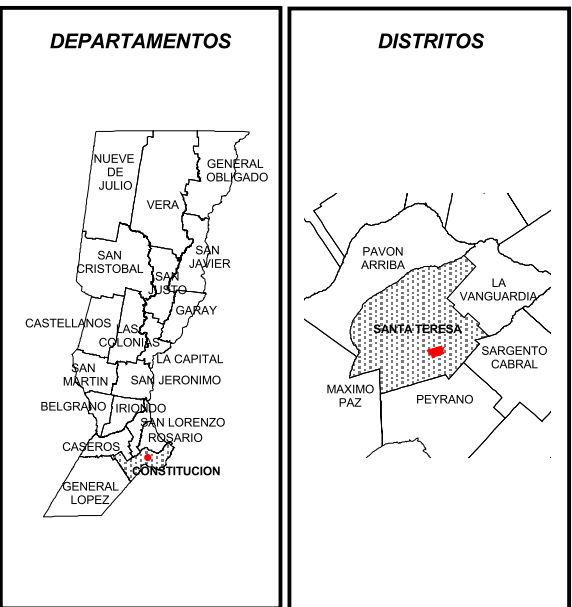 DEPARTAMENTOS
NUEVE
DE
JULIO
GENERAL
OBLIGADO
VERA
SAN
CRISTOBAL
SAN
JAVIER
SAN
JUSTO
GARAY
CASTELLANOS
LAS
COLONIAS
LA CAPITAL
SAN
MARTIN
SAN JERONIMO
BELGRANO
IRIONDO
SAN LORENZO
ROSARIO
CASEROS
CONSTITUCION
GENERAL
LOPEZ
DISTRITOS
PAVON
ARRIBA
LA
VANGUARDIA
SANTA TERESA
SARGENTO
CABRAL
MAXIMO
PAZ
PEYRANO